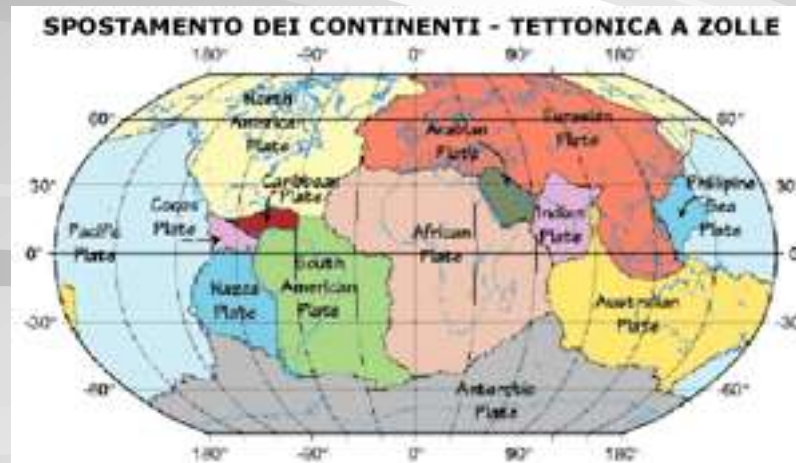 SPOSTAMENTO DEI CONTINENTI - TETTONICA A ZOLLE
180° -90° 0° 90° 180°
60° 60°
North
American
Plate
Arabian
Plate
Eurasian
Plate
30° 30°
Caribbean
Plate
Cocos
Plate
Pacific
Plate
African
Plate
Indian
Plate
Philipine
Sea
Plate
0° 0°
Nazca
Plate
South
American
Plate
Australian
Plate
-30° -30°
-60° -60°
Antarctic
Plate
180° -90° 0° 90° 180°